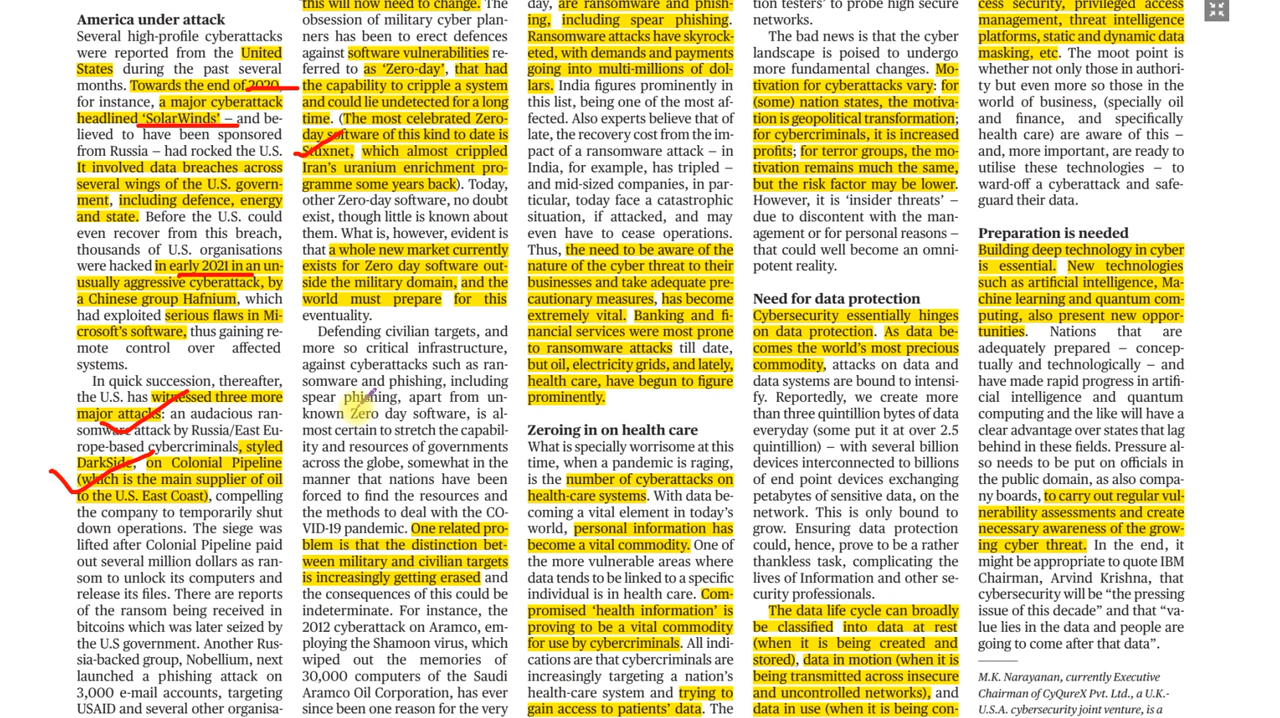 America under attack
Several high-profile cyberattacks
were reported from the United
States during the past several
months. Towards the end of 2020,
for instance, a major cyberattack
headlined ‘SolarWinds’ – and be-
lieved to have been sponsored
from Russia – had rocked the U.S.
It involved data breaches across
several wings of the U.S. govern-
ment, including defence, energy
and state. Before the U.S. could
even recover from this breach,
thousands of U.S. organisations
were hacked in early 2021 in an un-
usually aggressive cyberattack, by
a Chinese group Hafnium, which
had exploited serious flaws in Mi-
crosoft’s software, thus gaining re-
mote control over affected
systems.
In quick succession, thereafter,
the U.S. has witnessed three more
major attacks: an audacious ran-
somware attack by Russia/East Eu-
rope-based cybercriminals, styled
DarkSide, on Colonial Pipeline
(which is the main supplier of oil
to the U.S. East Coast), compelling
the company to temporarily shut
down operations. The siege was
lifted after Colonial Pipeline paid
out several million dollars as ran-
som to unlock its computers and
release its files. There are reports
of the ransom being received in
bitcoins which was later seized by
the U.S. government. Another Rus-
sia-backed group, Nobellium, next
launched a phishing attack on
3,000 e-mail accounts, targeting
USAID and several other organisa-
this will now need to change. The
obsession of military cyber plan-
ners has been to erect defences
against software vulnerabilities re-
ferred to as ‘Zero-day’, that had
the capability to cripple a system
and could lie undetected for a long
time. (The most celebrated Zero-
day software of this kind to date is
Stuxnet, which almost crippled
Iran’s uranium enrichment pro-
gramme some years back). Today,
other Zero-day software, no doubt
exist, though little is known about
them. What is, however, evident is
that a whole new market currently
exists for Zero day software out-
side the military domain, and the
world must prepare for this
eventuality.
Defending civilian targets, and
more so critical infrastructure,
against cyberattacks such as ran-
somware and phishing, including
spear phishing, apart from un-
known Zero day software, is al-
most certain to stretch the capabil-
ity and resources of governments
across the globe, somewhat in the
manner that nations have been
forced to find the resources and
the methods to deal with the CO-
VID-19 pandemic. One related pro-
blem is that the distinction bet-
ween military and civilian targets
is increasingly getting erased and
the consequences of this could be
indeterminate. For instance, the
2012 cyberattack on Aramco, em-
ploying the Shamoon virus, which
wiped out the memories of
30,000 computers of the Saudi
Aramco Oil Corporation, has ever
since been one reason for the very
day, are ransomware and phish-
ing, including spear phishing.
Ransomware attacks have skyrock-
eted, with demands and payments
going into multi-millions of dol-
lars. India figures prominently in
this list, being one of the most af-
fected. Also experts believe that of
late, the recovery cost from the im-
pact of a ransomware attack – in
India, for example, has tripled –
and mid-sized companies, in par-
ticular, today face a catastrophic
situation, if attacked, and may
even have to cease operations.
Thus, the need to be aware of the
nature of the cyber threat to their
businesses and take adequate pre-
cautionary measures, has become
extremely vital. Banking and fi-
nancial services were most prone
to ransomware attacks till date,
but oil, electricity grids, and lately,
health care, have begun to figure
prominently.
Zeroing in on health care
What is specially worrisome at this
time, when a pandemic is raging,
is the number of cyberattacks on
health-care systems. With data be-
coming a vital element in today’s
world, personal information has
become a vital commodity. One of
the more vulnerable areas where
data tends to be linked to a specific
individual is in health care. Com-
promised ‘health information’ is
proving to be a vital commodity
for use by cybercriminals. All indi-
cations are that cybercriminals are
increasingly targeting a nation’s
health-care system and trying to
gain access to patients’ data. The
tion testers’ to probe high secure
networks.
The bad news is that the cyber
landscape is poised to undergo
more fundamental changes. Mo-
tivation for cyberattacks vary: for
(some) nation states, the motiva-
tion is geopolitical transformation;
for cybercriminals, it is increased
profits; for terror groups, the mo-
tivation remains much the same,
but the risk factor may be lower.
However, it is ‘insider threats’ –
due to discontent with the man-
agement or for personal reasons –
that could well become an omni-
potent reality.
Need for data protection
Cybersecurity essentially hinges
on data protection. As data be-
comes the world’s most precious
commodity, attacks on data and
data systems are bound to intensi-
fy. Reportedly, we create more
than three quintillion bytes of data
everyday (some put it at over 2.5
quintillion) – with several billion
devices interconnected to billions
of end point devices exchanging
petabytes of sensitive data, on the
network. This is only bound to
grow. Ensuring data protection
could, hence, prove to be a rather
thankless task, complicating the
lives of Information and other se-
curity professionals.
The data life cycle can broadly
be classified into data at rest
(when it is being created and
stored), data in motion (when it is
being transmitted across insecure
and uncontrolled networks), and
data in use (when it is being con-
cess security, privileged access
management, threat intelligence
platforms, static and dynamic data
masking, etc. The moot point is
whether not only those in authori-
ty but even more so those in the
world of business, (specially oil
and finance, and specifically
health care) are aware of this –
and, more important, are ready to
utilise these technologies – to
ward-off a cyberattack and safe-
guard their data.
Preparation is needed
Building deep technology in cyber
is essential. New technologies
such as artificial intelligence, Ma-
chine learning and quantum com-
puting, also present new oppor-
tunities. Nations that are
adequately prepared – concep-
tually and technologically – and
have made rapid progress in artifi-
cial intelligence and quantum
computing and the like will have a
clear advantage over states that lag
behind in these fields. Pressure al-
so needs to be put on officials in
the public domain, as also compa-
ny boards, to carry out regular vul-
nerability assessments and create
necessary awareness of the grow-
ing cyber threat. In the end, it
might be appropriate to quote IBM
Chairman, Arvind Krishna, that
cybersecurity will be “the pressing
issue of this decade” and that “va-
lue lies in the data and people are
going to come after that data”.
M.K. Narayanan, currently Executive
Chairman of CyQureX Pvt. Ltd., a U.K.-
U.S.A. cybersecurity joint venture, is a